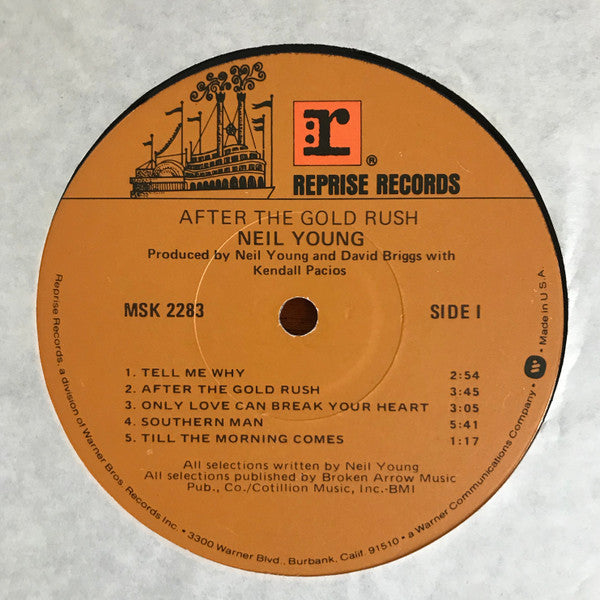 r®
REPRISE RECORDS
AFTER THE GOLD RUSH
NEIL YOUNG
Produced by Neil Young and David Briggs with
Kendall Pacios
MSK 2283
SIDE I
1. TELL ME WHY 2:54
2. AFTER THE GOLD RUSH 3:45
3. ONLY LOVE CAN BREAK YOUR HEART 3:05
4. SOUTHERN MAN 5:41
5. TILL THE MORNING COMES 1:17
All selections written by Neil Young
All selections published by Broken Arrow Music
Pub., Co./Cotillion Music, Inc.-BMI
Reprise Records, a division of Warner Bros. Records Inc. • 3300 Warner Blvd., Burbank, Calif. 91510 • a Warner Communications Company • W • Made in U.S.A.